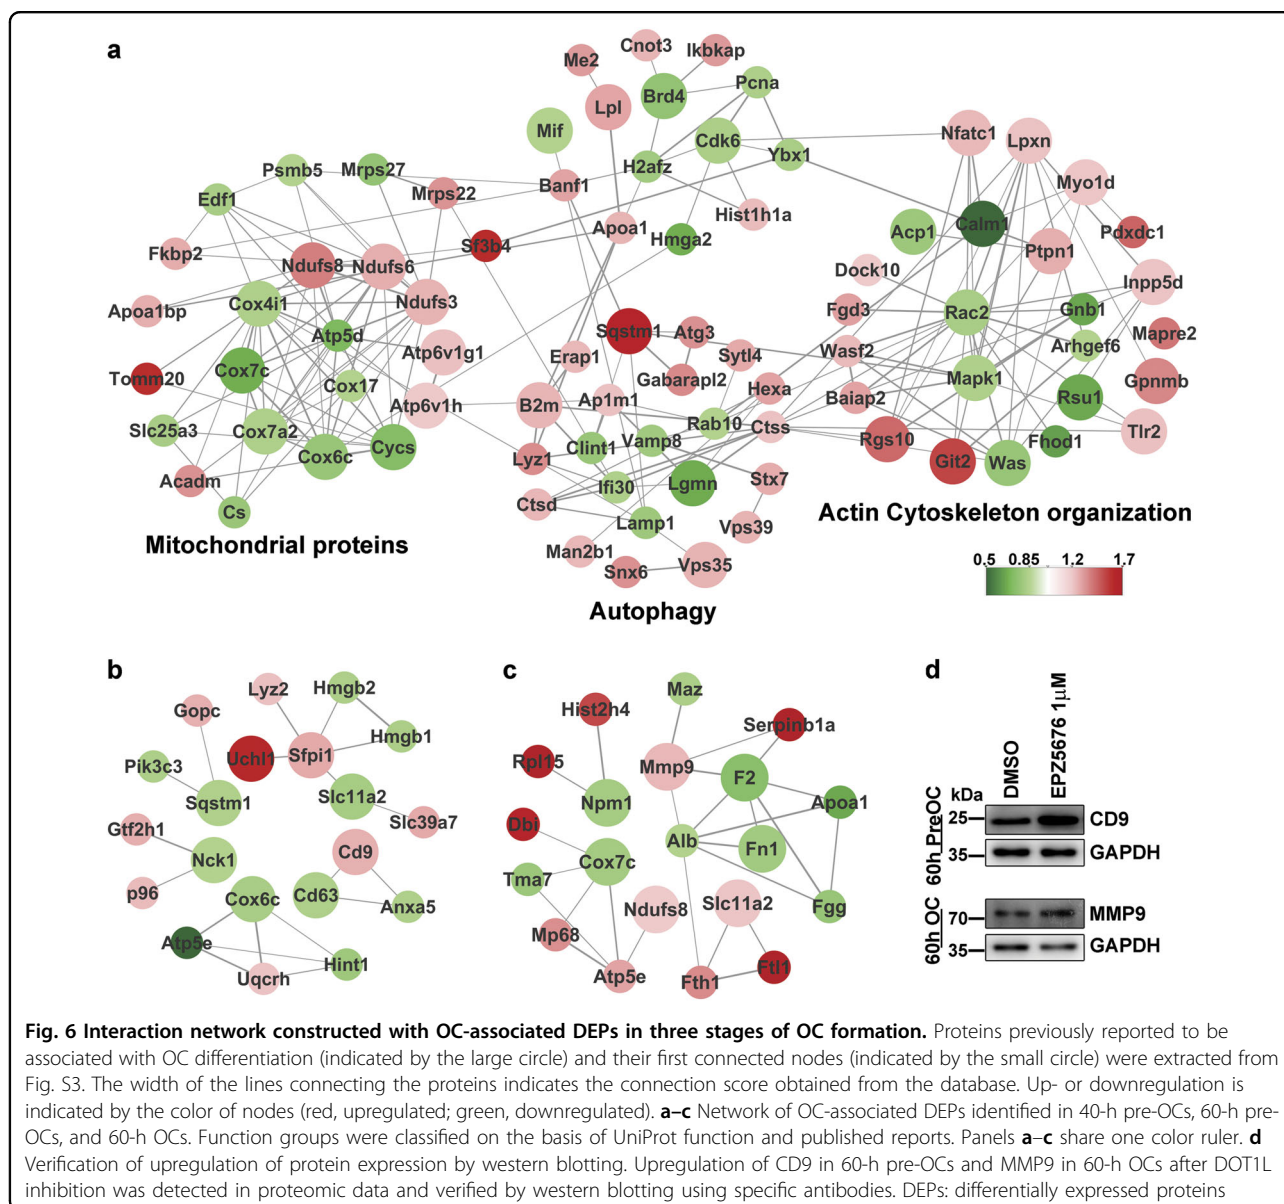 a
Cnot3
Ikbkap
Me2
Lpl
Brd4
Pcna
Mif
Cdk6
Ybx1
Nfatc1
Lpxn
H2afz
Psmb5
Mrps27
Mrps22
Banf1
Myo1d
Edf1
Hist1h1a
Apoa1
Hmga2
Acp1
Calm1
Pdxdc1
Fkbp2
Sf3b4
Ptpn1
Ndufs8
Ndufs6
Dock10
Inpp5d
Apoa1bp
Cox4i1
Ndufs3
Fgd3
Rac2
Gnb1
Atp5d
Sqstm1
Atg3
Mapre2
Atp6v1g1
Erap1
Sytl4
Wasf2
Arhgef6
Tomm20
Cox7c
Cox17
Gabarapl2
Hexa
Mapk1
Gpnmb
Atp6v1h
B2m
Ap1m1
Baiap2
Rsu1
Slc25a3
Cox7a2
Rab10
Ctss
Rgs10
Fhod1
Tlr2
Cox6c
Cycs
Lyz1
Clint1
Vamp8
Git2
Was
Acadm
Ifi30
Lgmn
Stx7
Cs
Ctsd
Lamp1
Vps39
Mitochondrial proteins
Actin Cytoskeleton organization
Man2b1
Snx6
Vps35
0.5 0.85 1.2 1.7
Autophagy
b
Lyz2
Hmgb2
Gopc
Hmgb1
Uchl1
Sfpi1
Pik3c3
Sqstm1
Slc11a2
Slc39a7
Gtf2h1
Nck1
Cd9
p96
Cox6c
Cd63
Anxa5
Atp5e
Uqcrh
Hint1
c
Maz
Hist2h4
Serpinb1a
Rpl15
Mmp9
F2
Npm1
Apoa1
Dbi
Alb
Fn1
Cox7c
Tma7
Ndufs8
Slc11a2
Fgg
Mp68
Atp5e
Fth1
Ftl1
d
DMSO
EPZ5676 1μM
kDa
60h PreOC
25
CD9
35
GAPDH
60h OC
70
MMP9
35
GAPDH
Fig. 6 Interaction network constructed with OC-associated DEPs in three stages of OC formation. Proteins previously reported to be
associated with OC differentiation (indicated by the large circle) and their first connected nodes (indicated by the small circle) were extracted from
Fig. S3. The width of the lines connecting the proteins indicates the connection score obtained from the database. Up- or downregulation is
indicated by the color of nodes (red, upregulated; green, downregulated). a–c Network of OC-associated DEPs identified in 40-h pre-OCs, 60-h pre-
OCs, and 60-h OCs. Function groups were classified on the basis of UniProt function and published reports. Panels a–c share one color ruler. d
Verification of upregulation of protein expression by western blotting. Upregulation of CD9 in 60-h pre-OCs and MMP9 in 60-h OCs after DOT1L
inhibition was detected in proteomic data and verified by western blotting using specific antibodies. DEPs: differentially expressed proteins